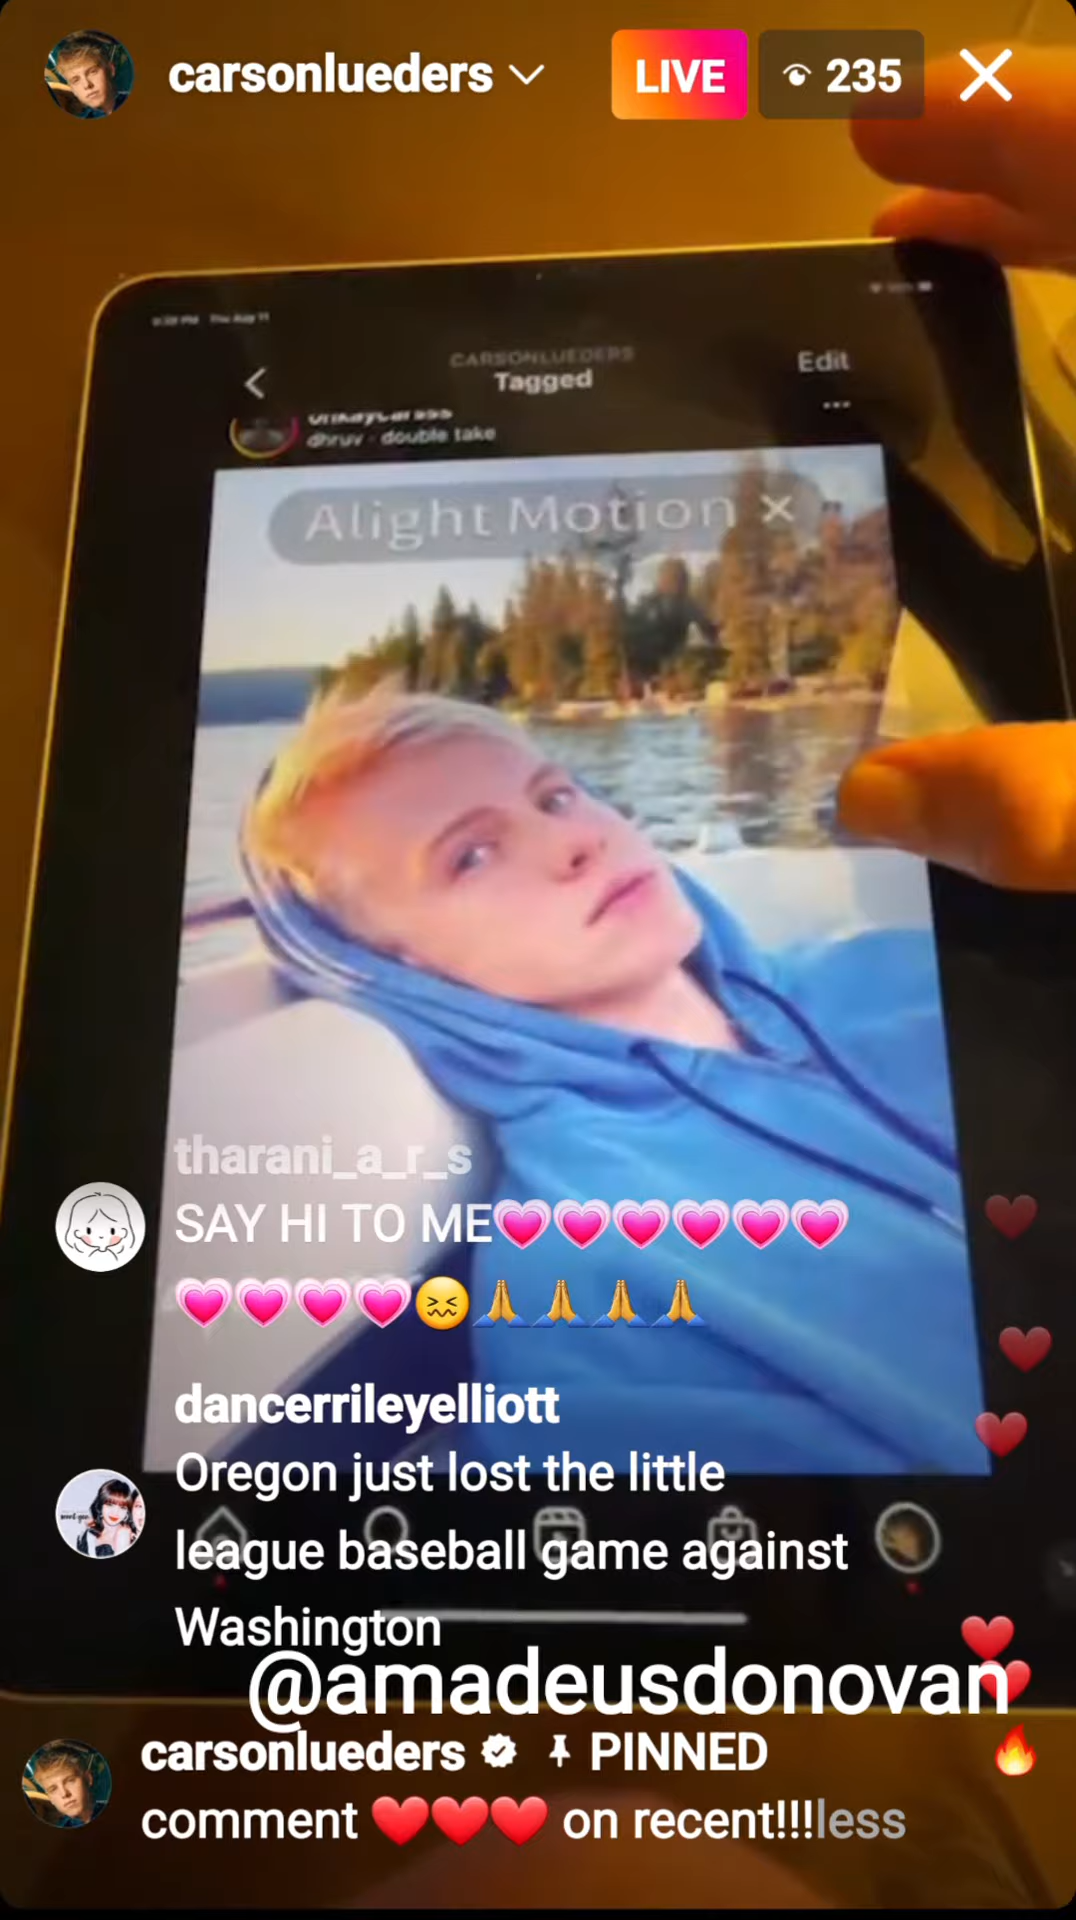 carsonlueders
LIVE
235
CARSONLUEDERS
Tagged
Edit
dhruv · double take
Alight Motion ×
tharani_a_r_s
SAY HI TO ME💗💗💗💗💗💗
💗💗💗💗😖🙏🙏🙏🙏
dancerrileyelliott
Oregon just lost the little
league baseball game against
Washington
@amadeusdonovan
carsonlueders PINNED
comment ❤️❤️❤️ on recent!!!less